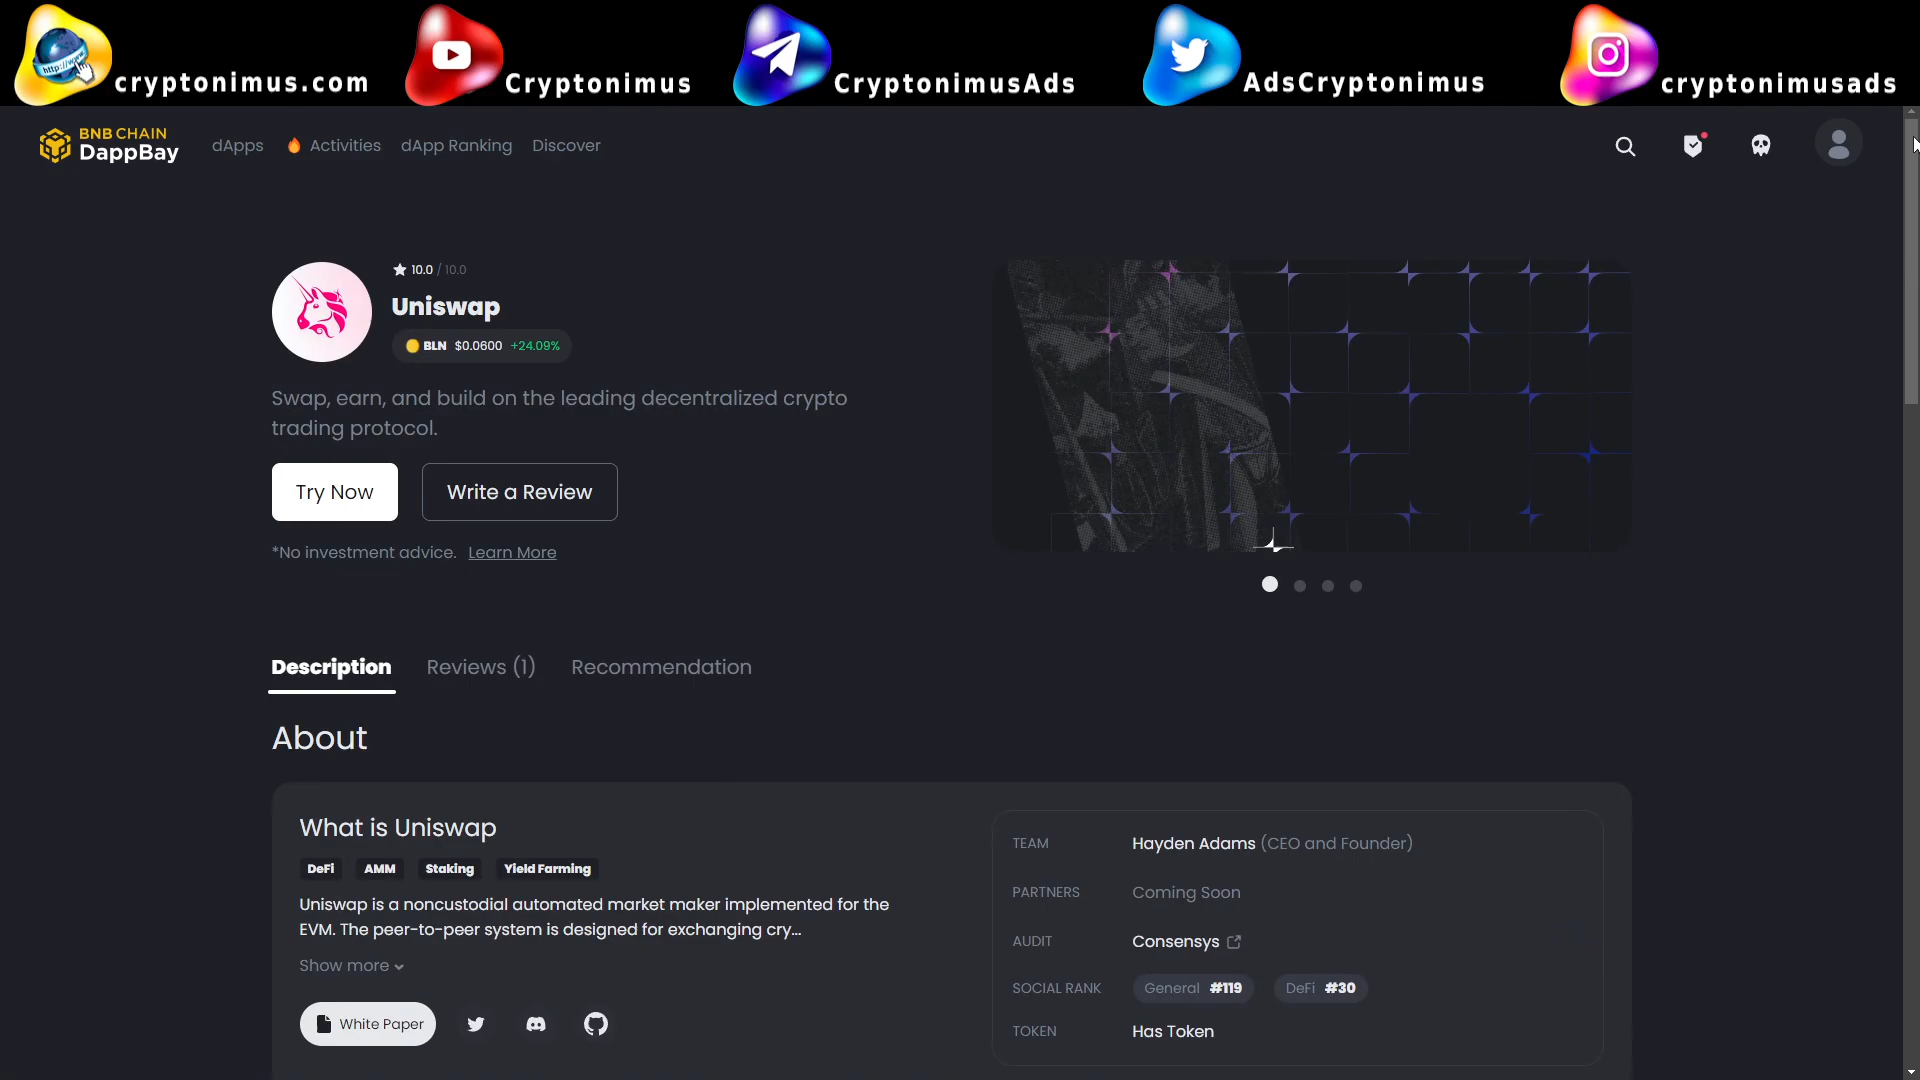 cryptonimus.com
http://www
Cryptonimus
CryptonimusAds
AdsCryptonimus
cryptonimusads
BNB CHAIN
DappBay
dApps
Activities
dApp Ranking
Discover
10.0 / 10.0
Uniswap
BLN $0.0600 +24.09%
Swap, earn, and build on the leading decentralized crypto
trading protocol.
Try Now
Write a Review
*No investment advice. Learn More
Description
Reviews (1)
Recommendation
About
What is Uniswap
DeFi
AMM
Staking
Yield Farming
Uniswap is a noncustodial automated market maker implemented for the
EVM. The peer-to-peer system is designed for exchanging cry...
Show more
White Paper
TEAM Hayden Adams (CEO and Founder)
PARTNERS Coming Soon
AUDIT Consensys
SOCIAL RANK General #119 DeFi #30
TOKEN Has Token